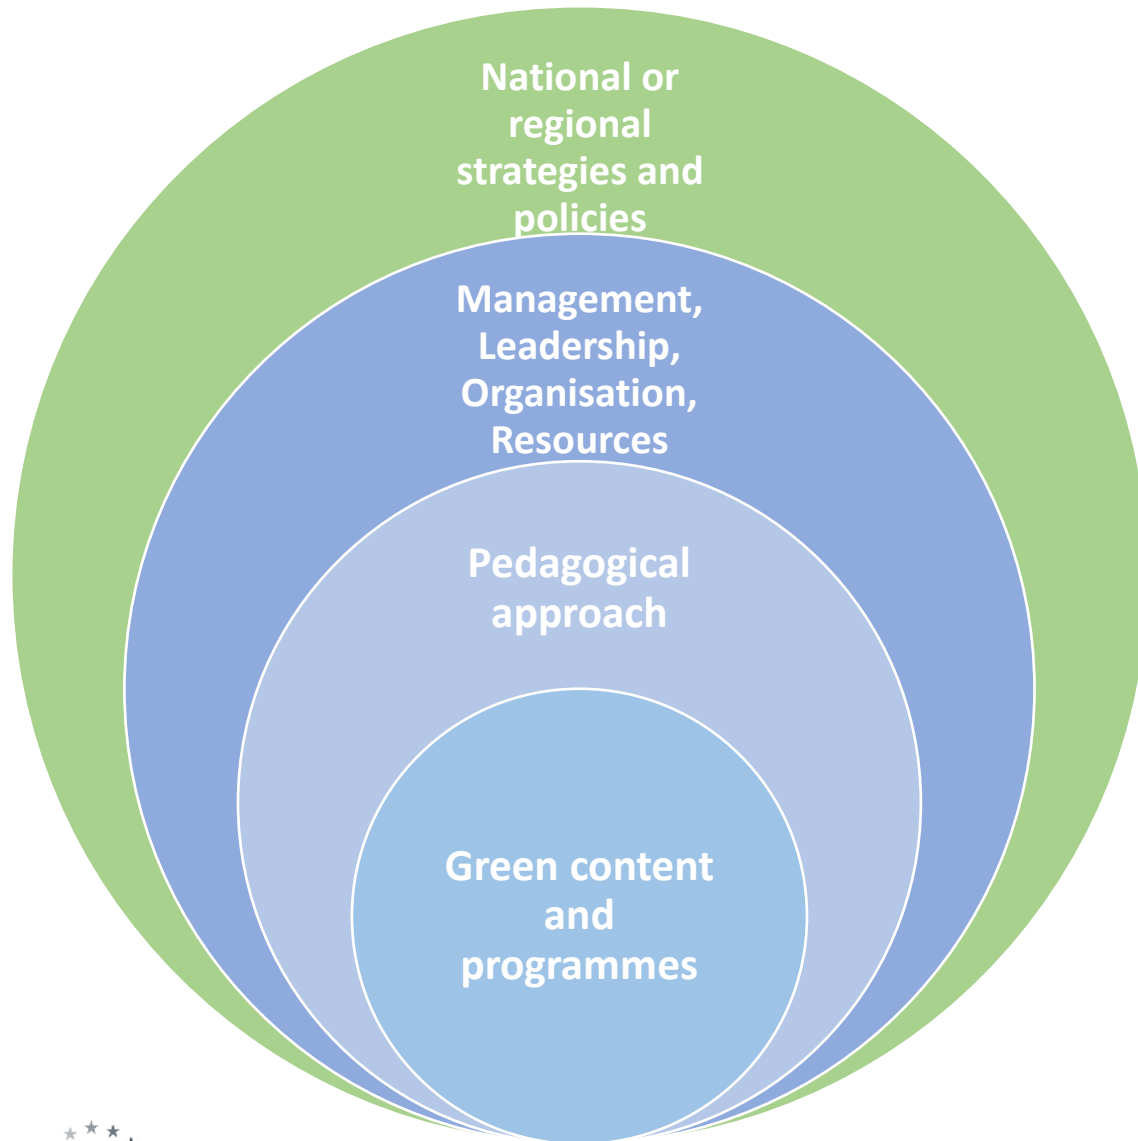 National or
regional
strategies and
policies
Management,
Leadership,
Organisation,
Resources
Pedagogical
approach
Green content
and
programmes